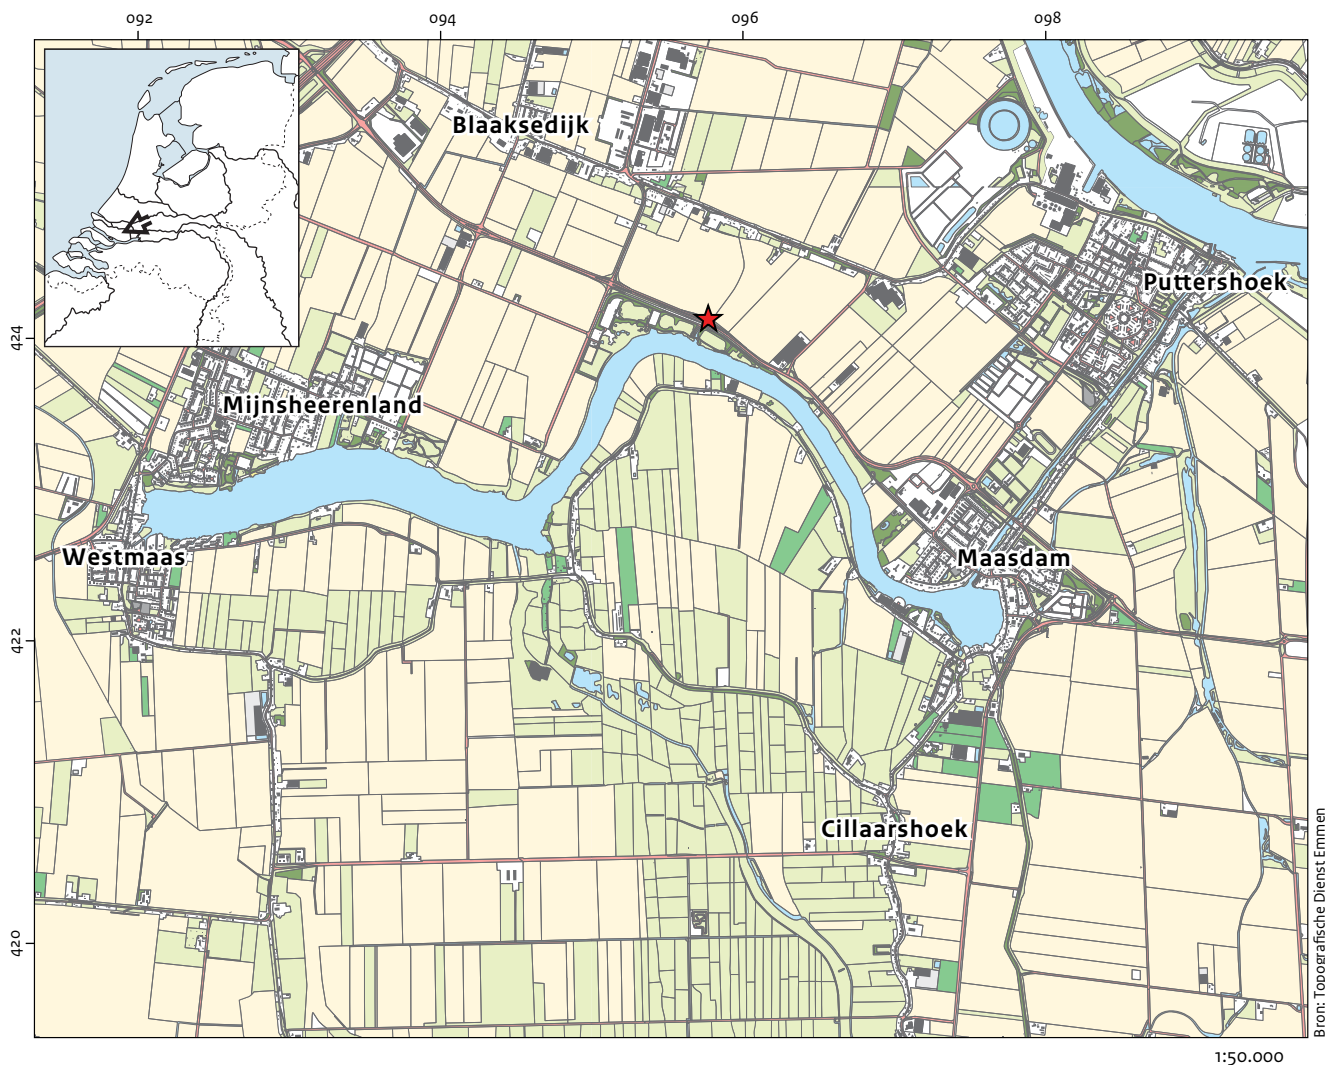 092 094 096 098
Blaaksedijk
Puttershoek
424
Mijnsheerenland
Westmaas
Maasdam
422
Cillaarshoek
420
Bron: Topografische Dienst Emmen
1:50.000